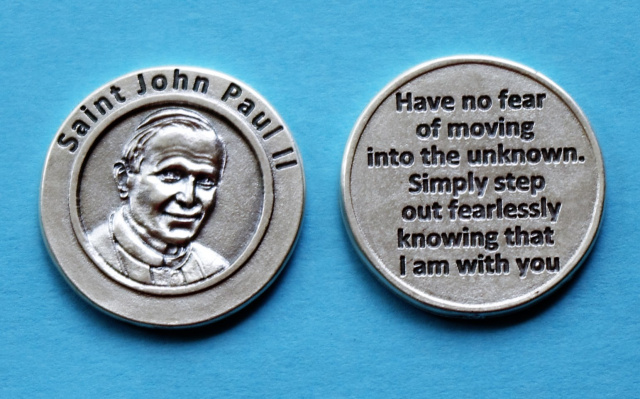 Saint John Paul II
Have no fear
of moving
into the unknown.
Simply step
out fearlessly
knowing that
I am with you